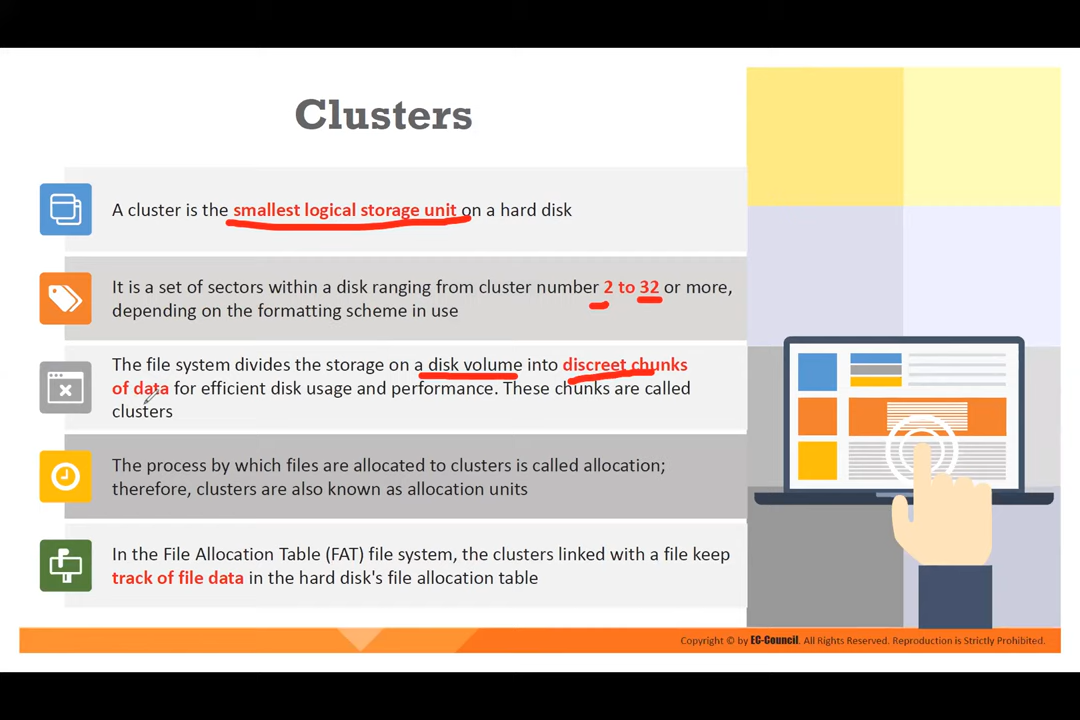 Clusters
A cluster is the smallest logical storage unit on a hard disk
It is a set of sectors within a disk ranging from cluster number 2 to 32 or more,
depending on the formatting scheme in use
The file system divides the storage on a disk volume into discreet chunks
of data for efficient disk usage and performance. These chunks are called
clusters
The process by which files are allocated to clusters is called allocation;
therefore, clusters are also known as allocation units
In the File Allocation Table (FAT) file system, the clusters linked with a file keep
track of file data in the hard disk's file allocation table
Copyright © by EC-Council. All Rights Reserved. Reproduction is Strictly Prohibited.